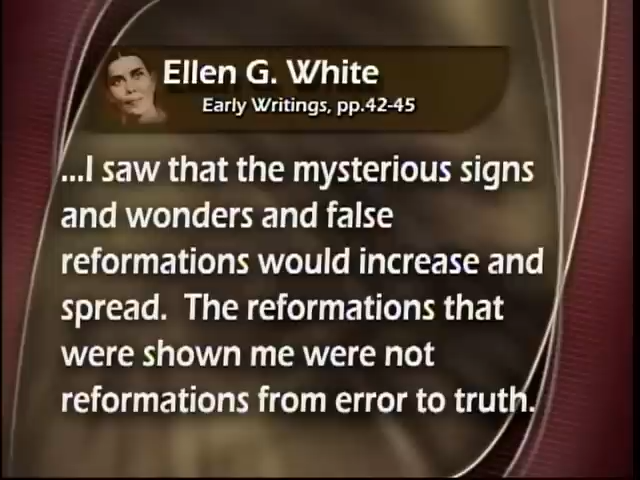 Ellen G. White
Early Writings, pp.42-45
...I saw that the mysterious signs
and wonders and false
reformations would increase and
spread.  The reformations that
were shown me were not
reformations from error to truth.